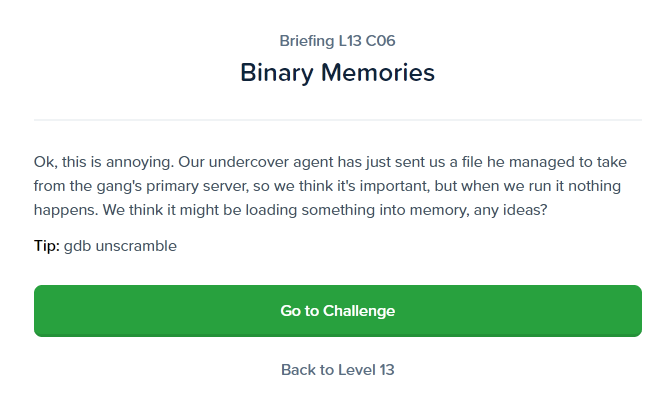 Briefing L13 C06
Binary Memories
Ok, this is annoying. Our undercover agent has just sent us a file he managed to take
from the gang's primary server, so we think it's important, but when we run it nothing
happens. We think it might be loading something into memory, any ideas?
Tip: gdb unscramble
Go to Challenge
Back to Level 13